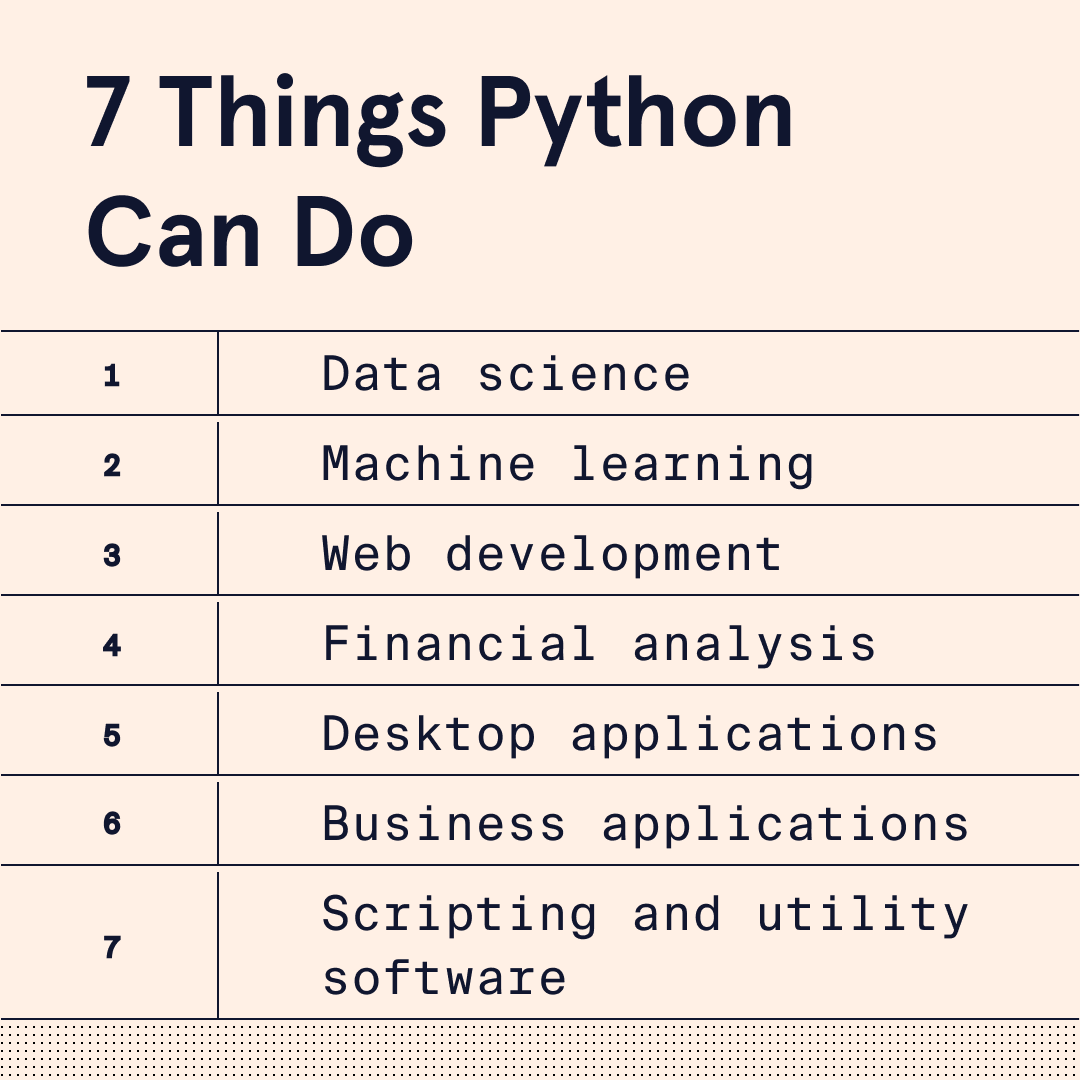 7 Things Python
Can Do
1 Data science
2 Machine learning
3 Web development
4 Financial analysis
5 Desktop applications
6 Business applications
7 Scripting and utility
software